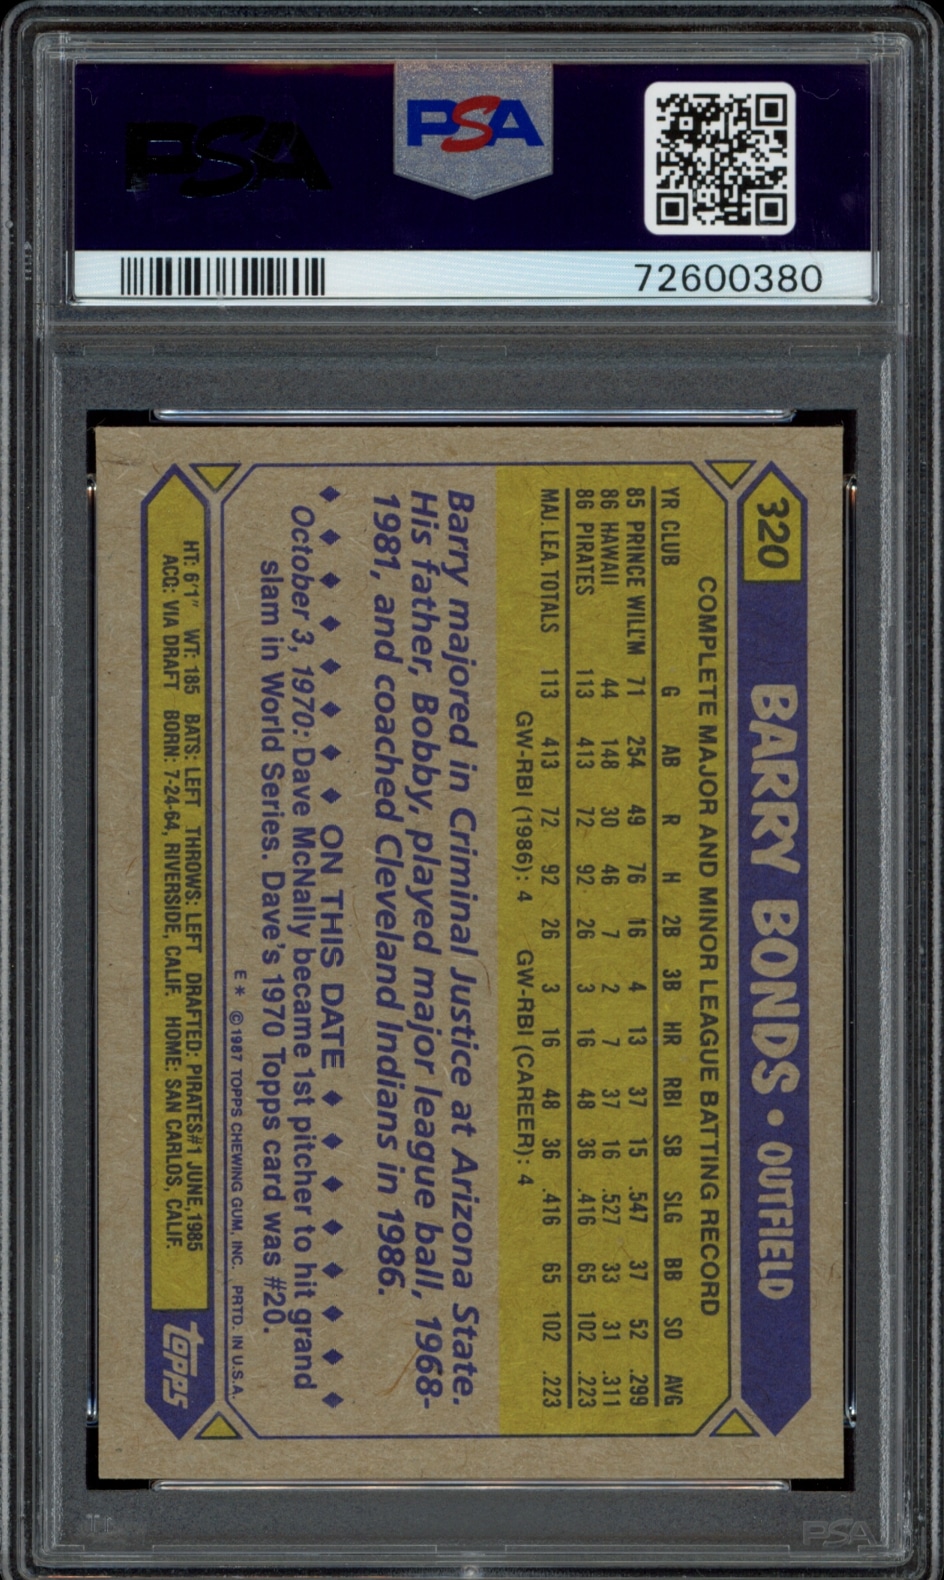 PSA
PSA
72600380
320 BARRY BONDS • OUTFIELD
COMPLETE MAJOR AND MINOR LEAGUE BATTING RECORD
YR CLUB G AB R H 2B 3B HR RBI SB SLG BB SO AVG
85 PRINCE WILL'M 71 254 49 76 16 4 13 37 15 .547 37 52 .299
86 HAWAII 44 148 30 46 7 2 7 37 16 .527 33 31 .311
86 PIRATES 113 413 72 92 26 3 16 48 36 .416 65 102 .223
MAJ. LEA. TOTALS 113 413 72 92 26 3 16 48 36 .416 65 102 .223
GW-RBI (1986): 4 GW-RBI (CAREER): 4
Barry majored in Criminal Justice at Arizona State.
His father, Bobby, played major league ball, 1968-
1981, and coached Cleveland Indians in 1986.
ON THIS DATE
October 3, 1970: Dave McNally became 1st pitcher to hit grand
slam in World Series. Dave's 1970 Topps card was #20.
E* ©1987 TOPPS CHEWING GUM, INC. PRTD. IN U.S.A.
HT: 6'1" WT: 185 BATS: LEFT THROWS: LEFT DRAFTED: PIRATES#1 JUNE, 1985
ACQ: VIA DRAFT BORN: 7-24-64, RIVERSIDE, CALIF. HOME: SAN CARLOS, CALIF.
topps
PSA